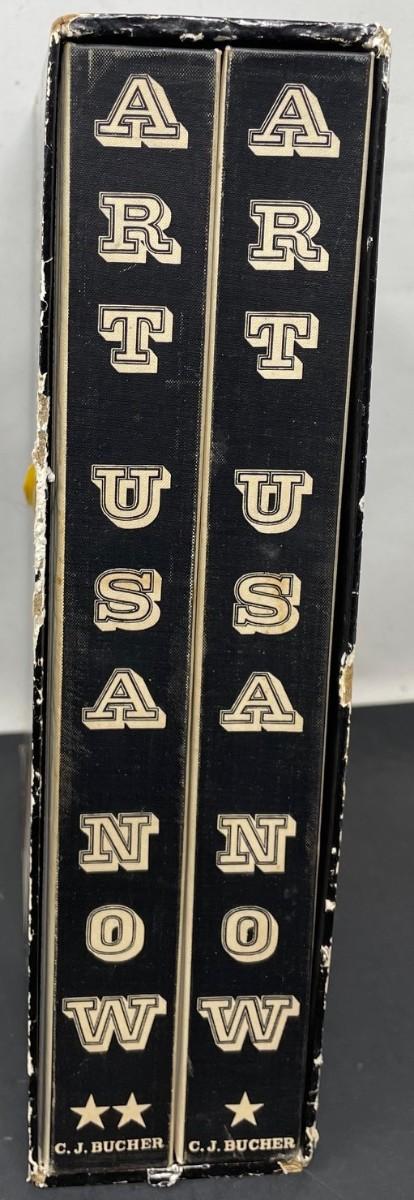 ART USA NOW
★★
C. J. BUCHER
ART USA NOW
★
C. J. BUCHER